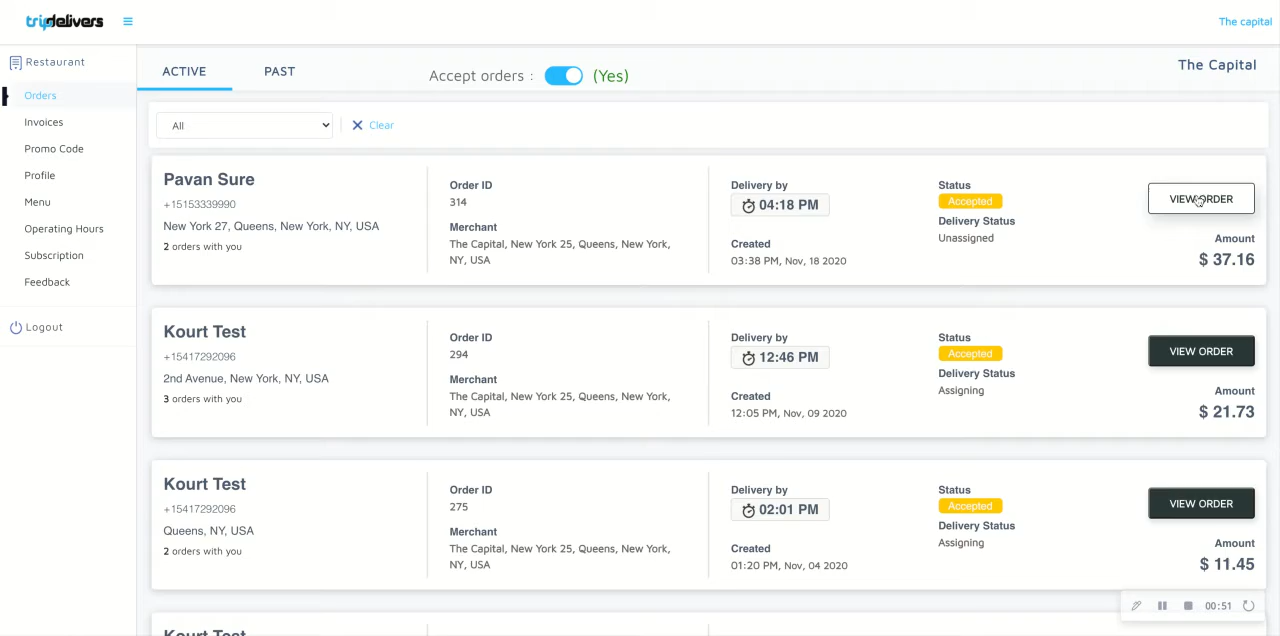 tripdelivers
The capital
Restaurant
Orders
Invoices
Promo Code
Profile
Menu
Operating Hours
Subscription
Feedback
Logout
ACTIVE
PAST
Accept orders :
(Yes)
The Capital
All
Clear
Pavan Sure
+15153339990
New York 27, Queens, New York, NY, USA
2 orders with you
Order ID
314
Merchant
The Capital, New York 25, Queens, New York,
NY, USA
Delivery by
04:18 PM
Created
03:38 PM, Nov, 18 2020
Status
Accepted
Delivery Status
Unassigned
VIEW ORDER
Amount
$ 37.16
Kourt Test
+15417292096
2nd Avenue, New York, NY, USA
3 orders with you
Order ID
294
Merchant
The Capital, New York 25, Queens, New York,
NY, USA
Delivery by
12:46 PM
Created
12:05 PM, Nov, 09 2020
Status
Accepted
Delivery Status
Assigning
VIEW ORDER
Amount
$ 21.73
Kourt Test
+15417292096
Queens, NY, USA
2 orders with you
Order ID
275
Merchant
The Capital, New York 25, Queens, New York,
NY, USA
Delivery by
02:01 PM
Created
01:20 PM, Nov, 04 2020
Status
Accepted
Delivery Status
Assigning
VIEW ORDER
Amount
$ 11.45
00:51
Kourt Test